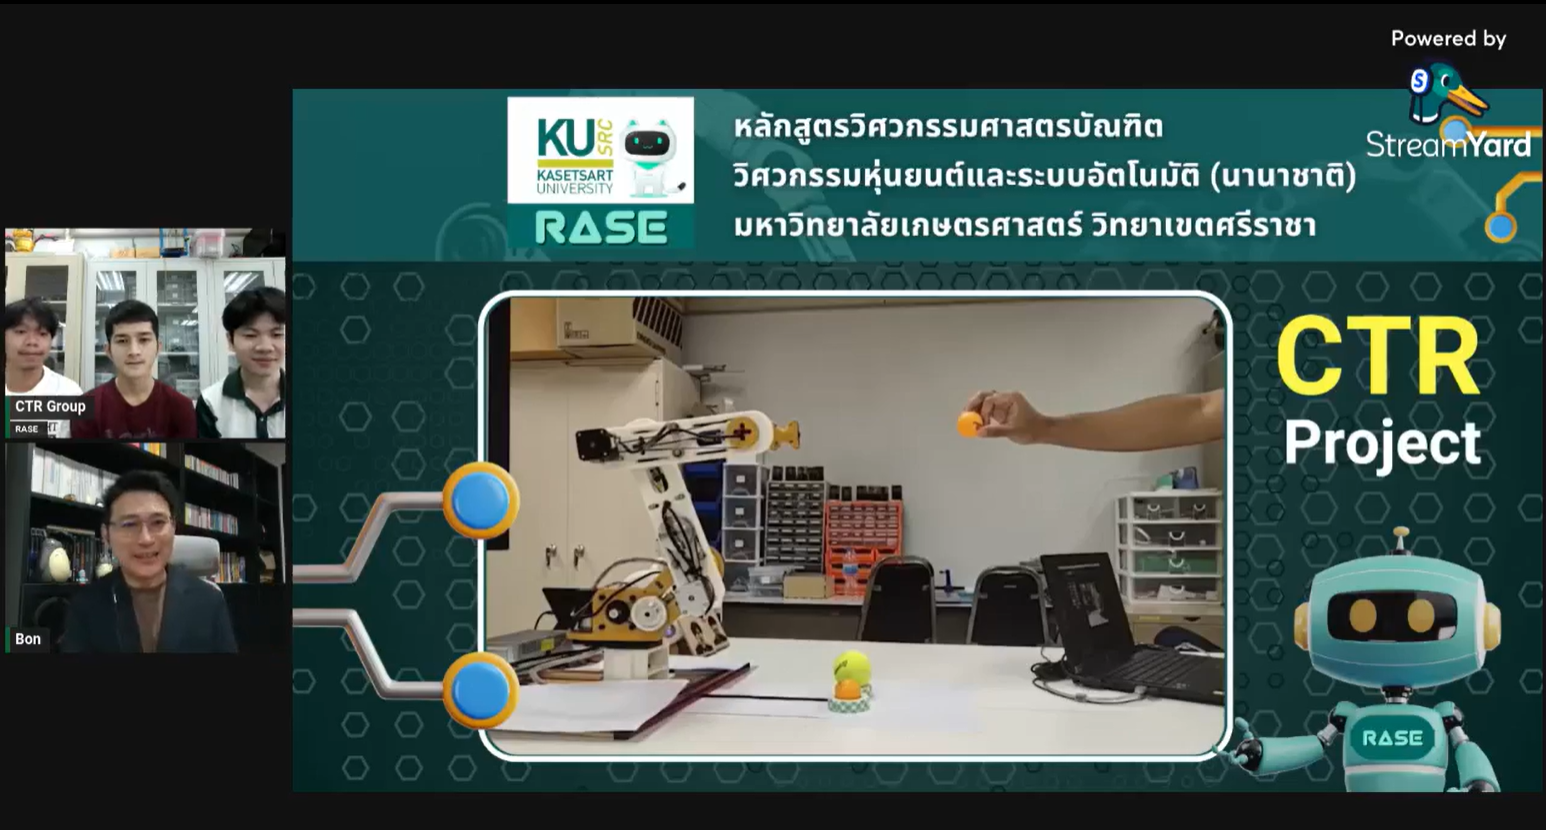 Powered by
StreamYard
KU
SRC
KASETSART
UNIVERSITY
RASE
หลักสูตรวิศวกรรมศาสตรบัณฑิต
วิศวกรรมหุ่นยนต์และระบบอัตโนมัติ (นานาชาติ)
มหาวิทยาลัยเกษตรศาสตร์ วิทยาเขตศรีราชา
CTR Group
RASE
Bon
CTR
Project
RASE